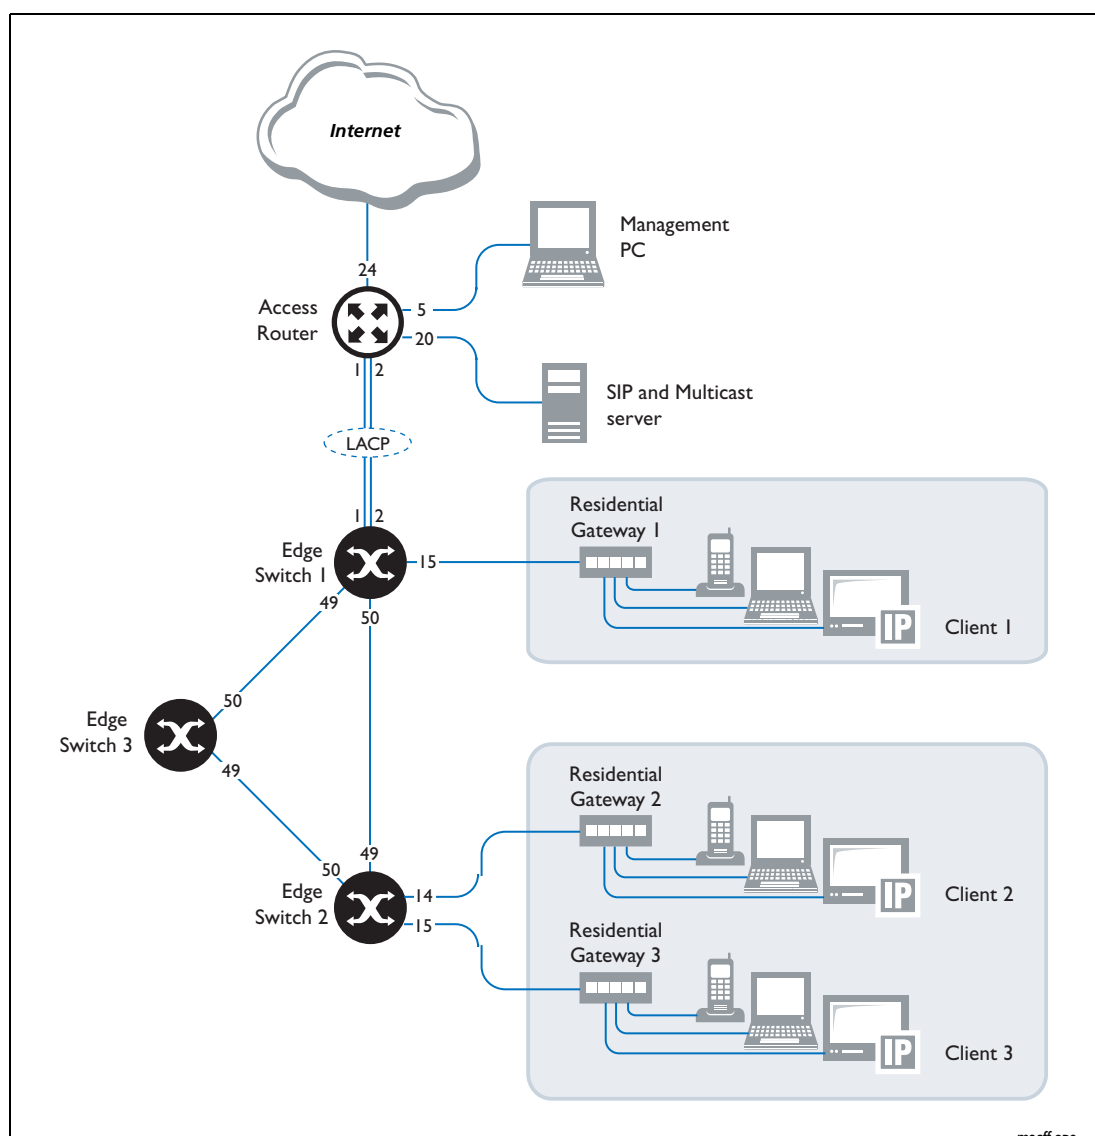 Internet
Management
PC
24
Access
Router
5
20
1 2
SIP and Multicast
server
LACP
1 2
Residential
Gateway 1
Edge
Switch 1
15
49
50
IP
Client 1
50
Edge
Switch 3
49
Residential
Gateway 2
49
50
Edge
Switch 2
14
15
IP
Client 2
Residential
Gateway 3
IP
Client 3